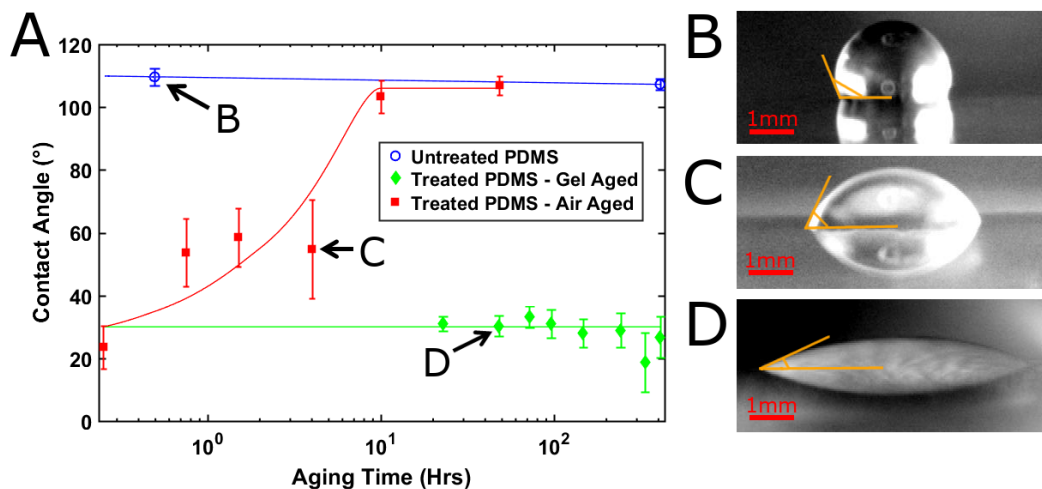 A
120
100
80
60
40
20
0
Contact Angle (°)
10⁰
10¹
10²
Aging Time (Hrs)
Untreated PDMS
Treated PDMS - Gel Aged
Treated PDMS - Air Aged
B
C
D
B
1mm
C
1mm
D
1mm